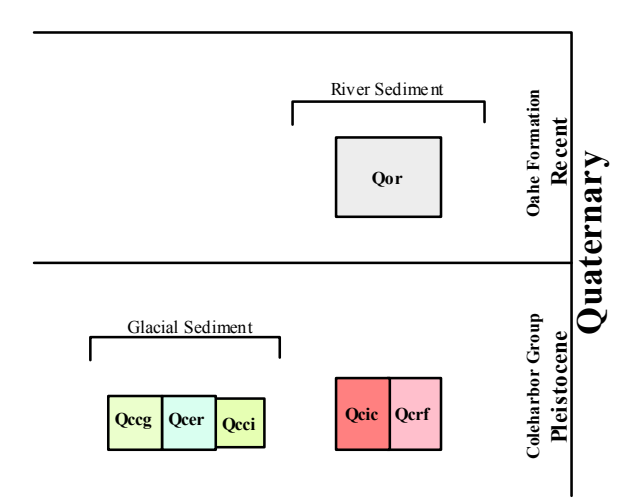 River Sediment
Qor
Oahe Formation
Recent
Quaternary
Glacial Sediment
Qccg
Qcer
Qcci
Qcic
Qcrf
Coleharbor Group
Pleistocene